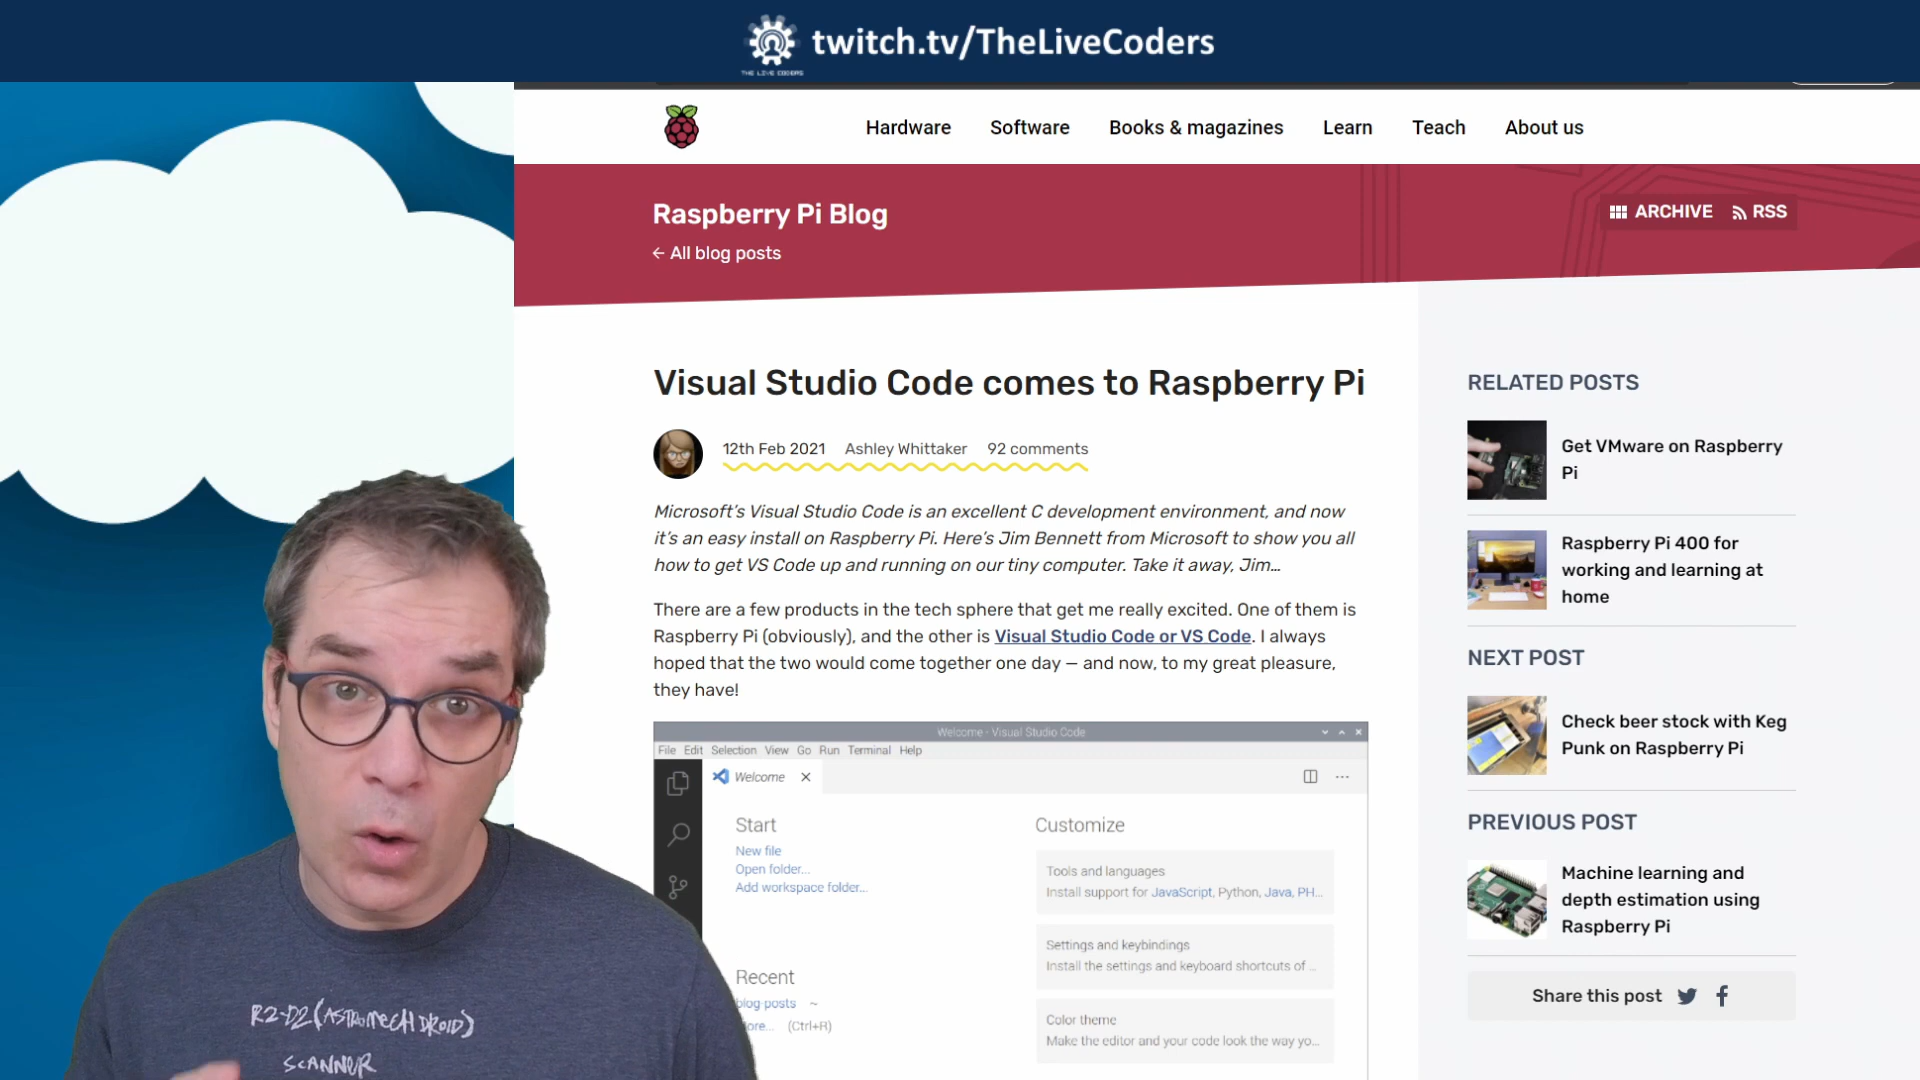 THE LIVE CODERS
twitch.tv/TheLiveCoders
Hardware Software Books & magazines Learn Teach About us
Raspberry Pi Blog
ARCHIVE RSS
← All blog posts
Visual Studio Code comes to Raspberry Pi
12th Feb 2021 Ashley Whittaker 92 comments
Microsoft's Visual Studio Code is an excellent C development environment, and now
it's an easy install on Raspberry Pi. Here's Jim Bennett from Microsoft to show you all
how to get VS Code up and running on our tiny computer. Take it away, Jim…
There are a few products in the tech sphere that get me really excited. One of them is
Raspberry Pi (obviously), and the other is Visual Studio Code or VS Code. I always
hoped that the two would come together one day — and now, to my great pleasure,
they have!
Welcome - Visual Studio Code
File Edit Selection View Go Run Terminal Help
Welcome
Start
New file
Open folder...
Add workspace folder...
Recent
blog posts ~
(Ctrl+R)
Customize
Tools and languages
Install support for JavaScript, Python, Java, PH...
Settings and keybindings
Install the settings and keyboard shortcuts of ...
Color theme
Make the editor and your code look the way yo...
RELATED POSTS
Get VMware on Raspberry
Pi
Raspberry Pi 400 for
working and learning at
home
NEXT POST
Check beer stock with Keg
Punk on Raspberry Pi
PREVIOUS POST
Machine learning and
depth estimation using
Raspberry Pi
Share this post
R2-D2 (ASTROMECH DROID)
SCANNER